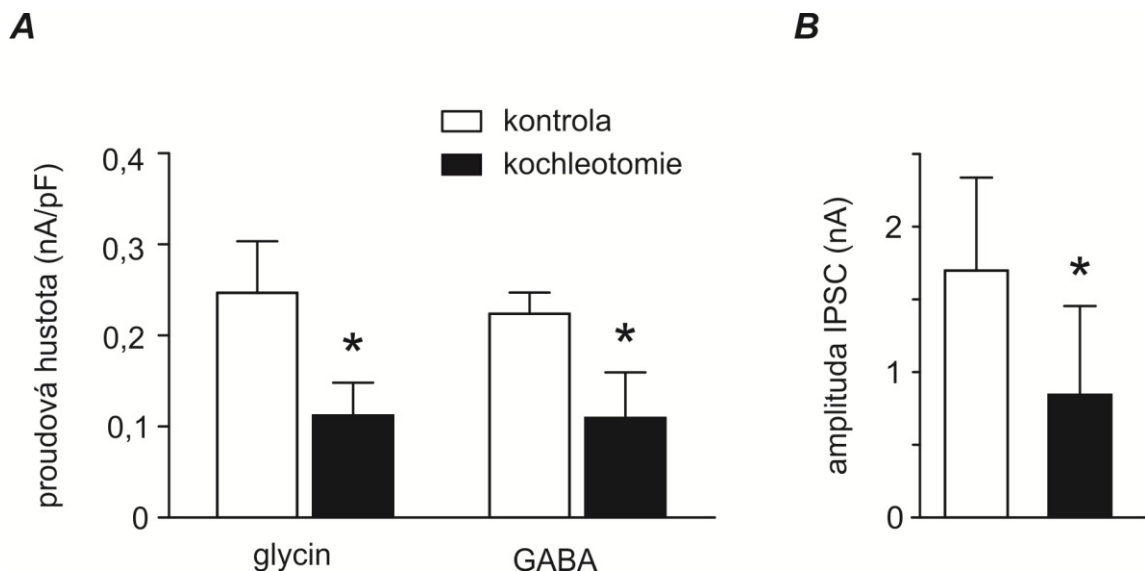 A
B
kontrola
kochleotomie
proudová hustota (nA/pF)
0,4
0,3
0,2
0,1
0
*
*
glycin
GABA
amplituda IPSC (nA)
2
1
0
*